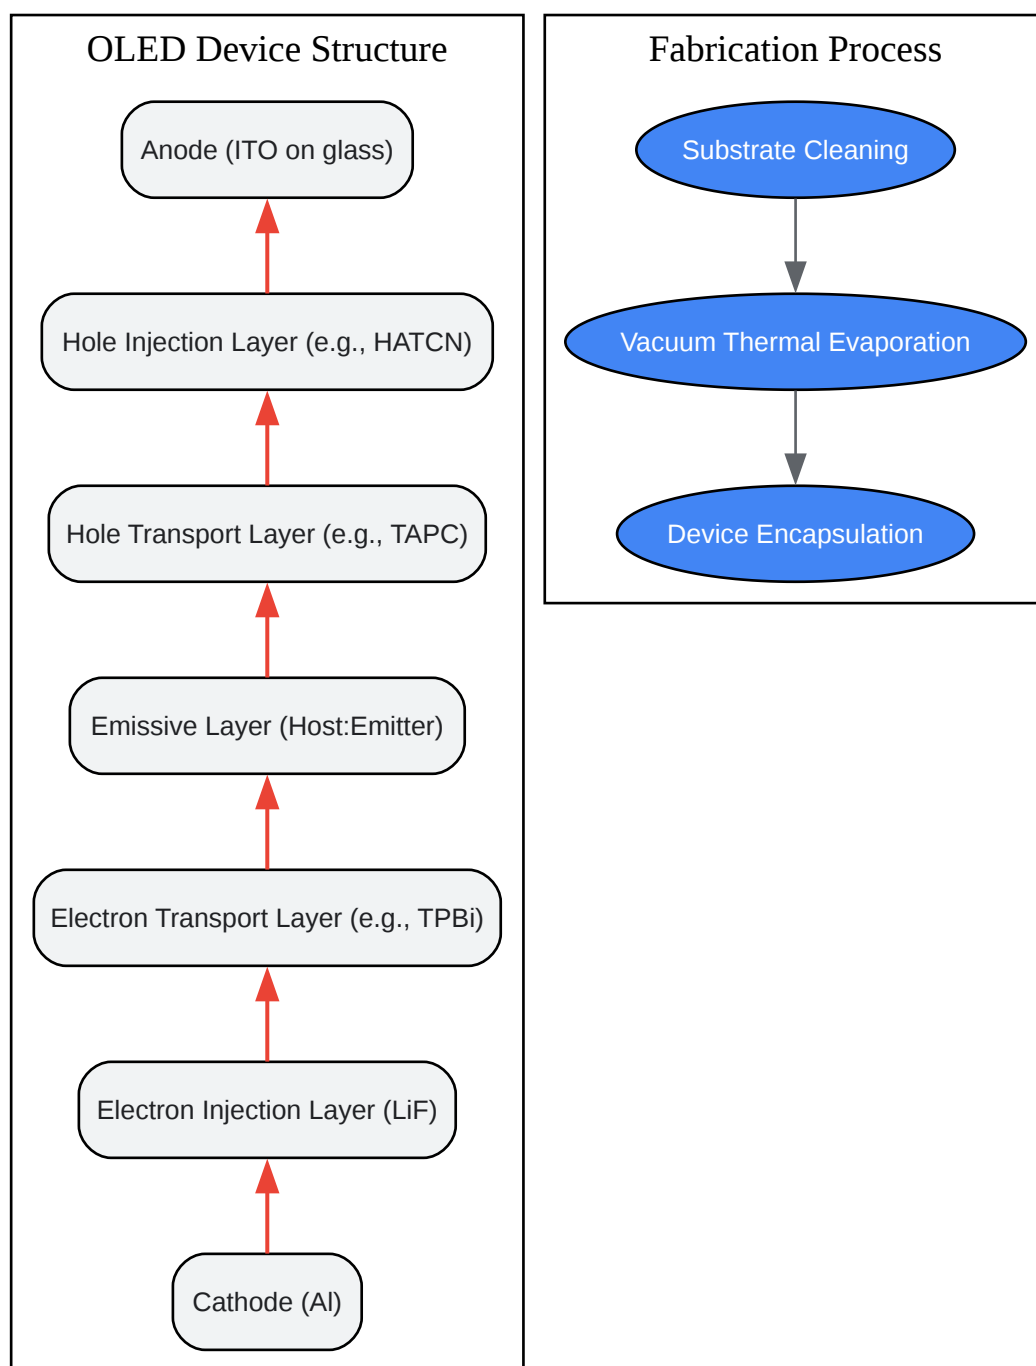 OLED Device Structure
Anode (ITO on glass)
Hole Injection Layer (e.g., HATCN)
Hole Transport Layer (e.g., TAPC)
Emissive Layer (Host:Emitter)
Electron Transport Layer (e.g., TPBi)
Electron Injection Layer (LiF)
Cathode (Al)
Fabrication Process
Substrate Cleaning
Vacuum Thermal Evaporation
Device Encapsulation